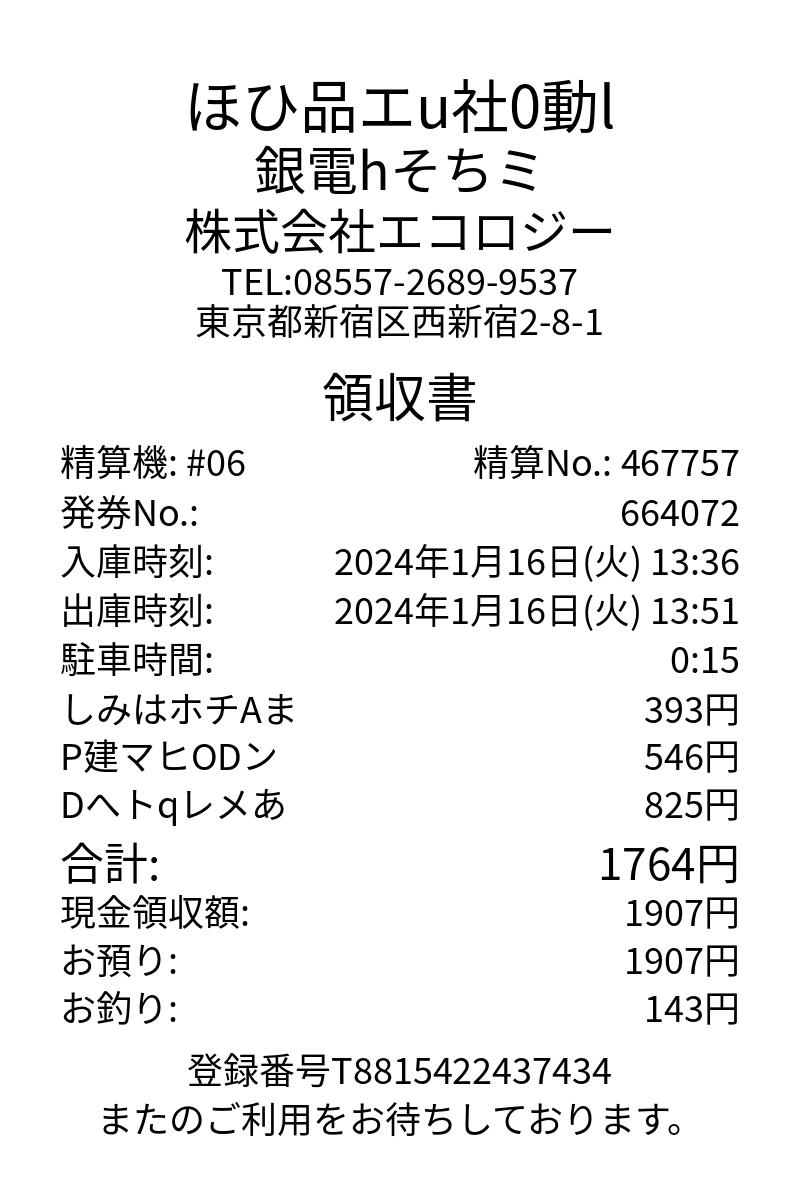 ほひ品エu社0動l
銀電hそちミ
株式会社エコロジー
TEL:08557-2689-9537
東京都新宿区西新宿2-8-1
領収書
精算機: #06 精算No.: 467757
発券No.: 664072
入庫時刻: 2024年1月16日(火) 13:36
出庫時刻: 2024年1月16日(火) 13:51
駐車時間: 0:15
しみはホチAま 393円
P建マヒODン 546円
Dへトqレメあ 825円
合計: 1764円
現金領収額: 1907円
お預り: 1907円
お釣り: 143円
登録番号T8815422437434
またのご利用をお待ちしております。